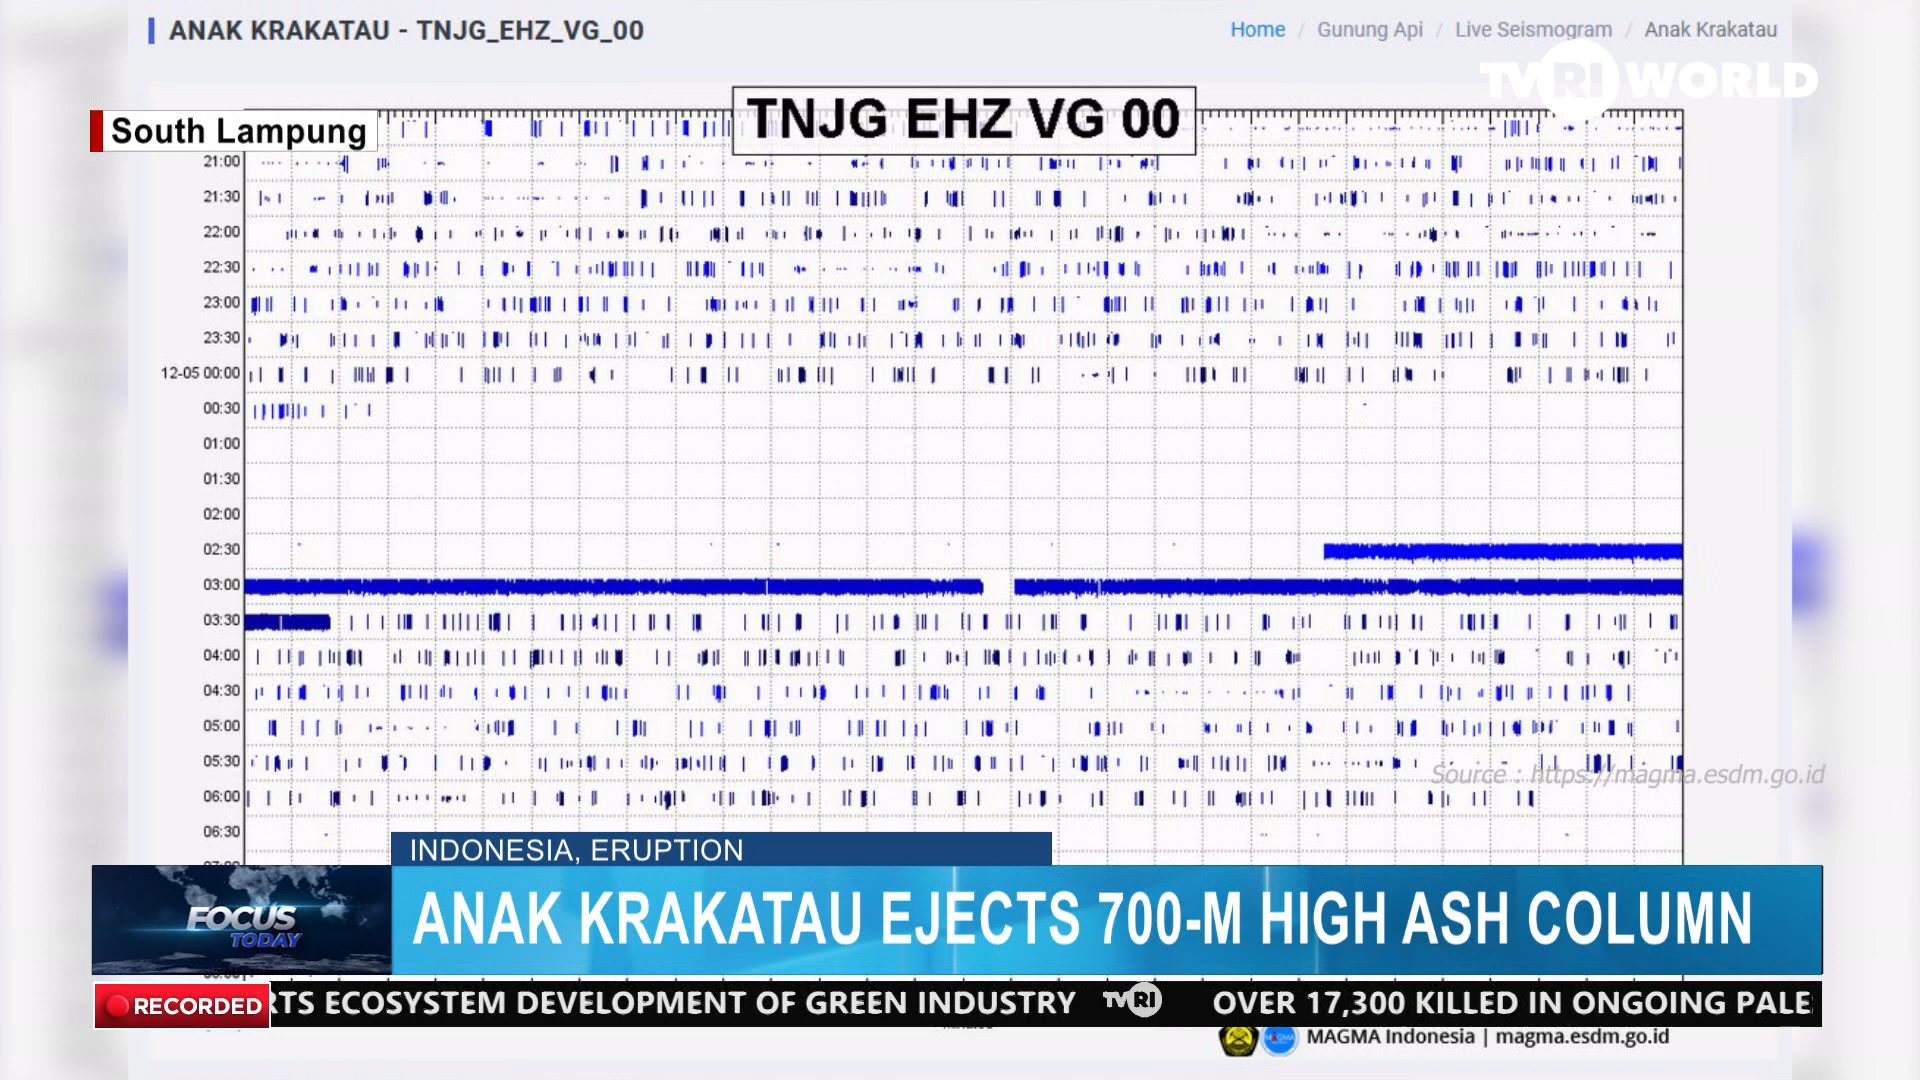 ANAK KRAKATAU - TNJG_EHZ_VG_00
Home / Gunung Api / Live Seismogram / Anak Krakatau
TVRI WORLD
TNJG EHZ VG 00
South Lampung
21:00
21:30
22:00
22:30
23:00
23:30
12-05 00:00
00:30
01:00
01:30
02:00
02:30
03:00
03:30
04:00
04:30
05:00
05:30
Source : https://magma.esdm.go.id
06:00
06:30
INDONESIA, ERUPTION
FOCUS TODAY
ANAK KRAKATAU EJECTS 700-M HIGH ASH COLUMN
RECORDED
RTS ECOSYSTEM DEVELOPMENT OF GREEN INDUSTRY TVRI OVER 17,300 KILLED IN ONGOING PALE
MAGMA Indonesia | magma.esdm.go.id